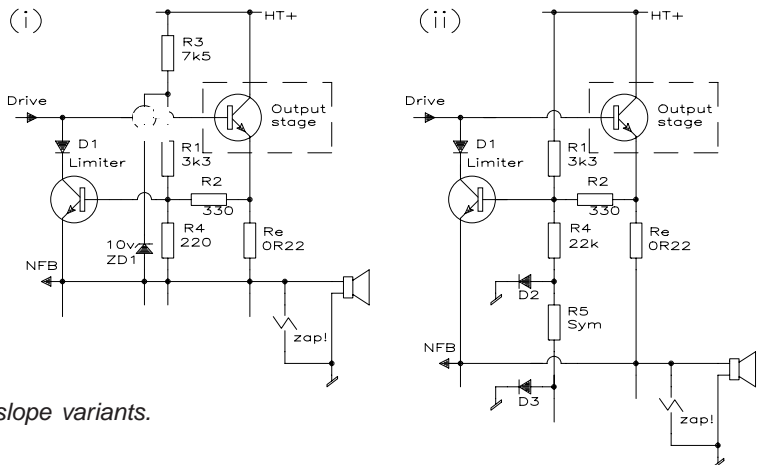 (i)
HT+
R3
7k5
Drive
Output
stage
D1
Limiter
R1
3k3
R2
330
R4
220
Re
0R22
10v
ZD1
NFB
zap!
(ii)
HT+
Drive
Output
stage
D1
Limiter
R1
3k3
R2
330
R4
22k
Re
0R22
D2
R5
Sym
NFB
D3
zap!
slope variants.